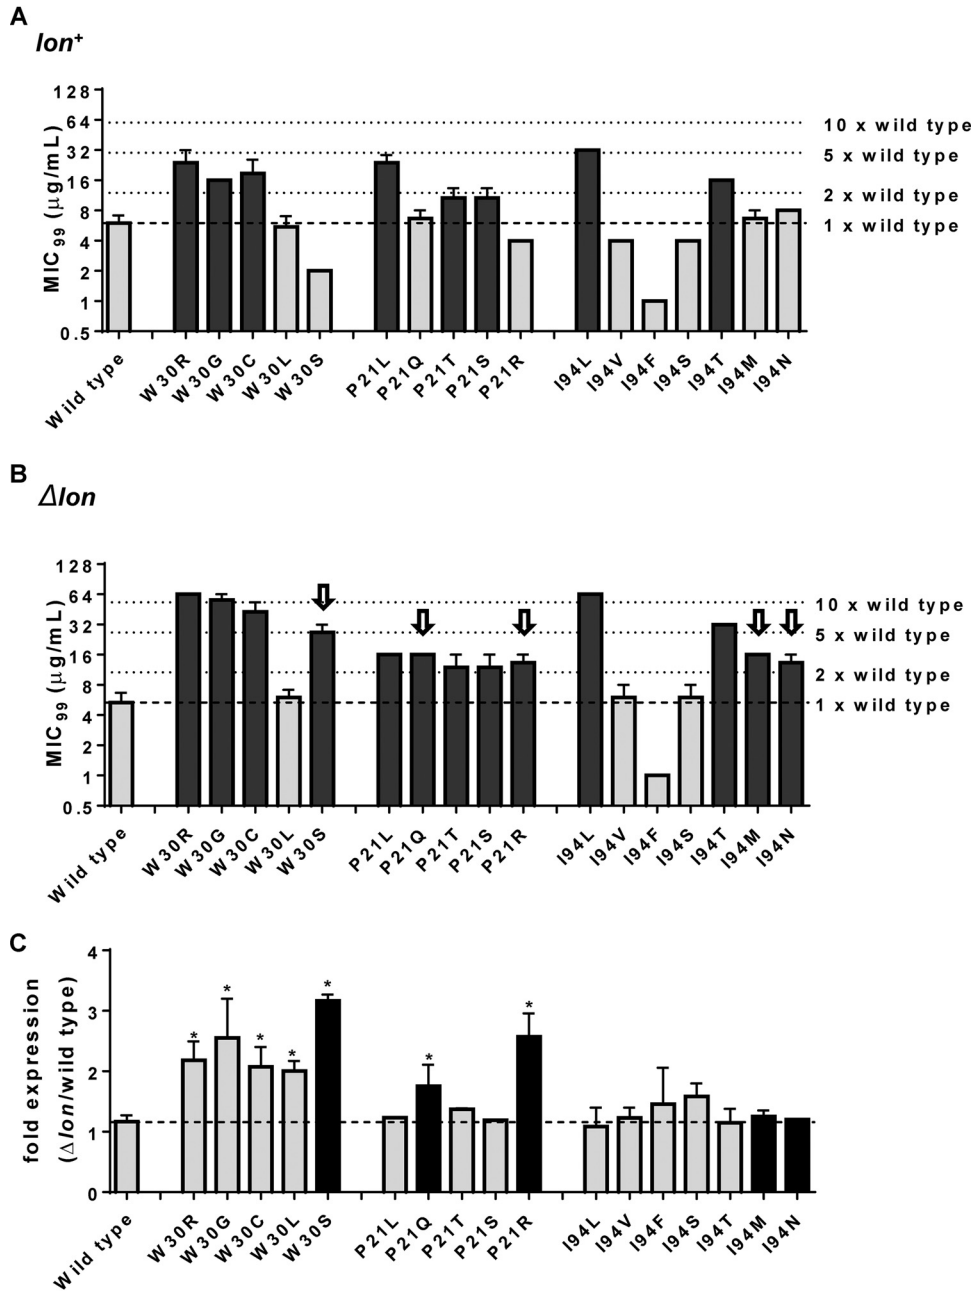 A
lon+
MIC99 (μg/mL)
128
64
32
16
8
4
2
1
0.5
10 x wild type
5 x wild type
2 x wild type
1 x wild type
Wild type
W30R
W30G
W30C
W30L
W30S
P21L
P21Q
P21T
P21S
P21R
I94L
I94V
I94F
I94S
I94T
I94M
I94N
B
Δlon
MIC99 (μg/mL)
128
64
32
16
8
4
2
1
0.5
10 x wild type
5 x wild type
2 x wild type
1 x wild type
Wild type
W30R
W30G
W30C
W30L
W30S
P21L
P21Q
P21T
P21S
P21R
I94L
I94V
I94F
I94S
I94T
I94M
I94N
C
fold expression
(Δlon/wild type)
4
3
2
1
0
* * * * * * *
Wild type
W30R
W30G
W30C
W30L
W30S
P21L
P21Q
P21T
P21S
P21R
I94L
I94V
I94F
I94S
I94T
I94M
I94N